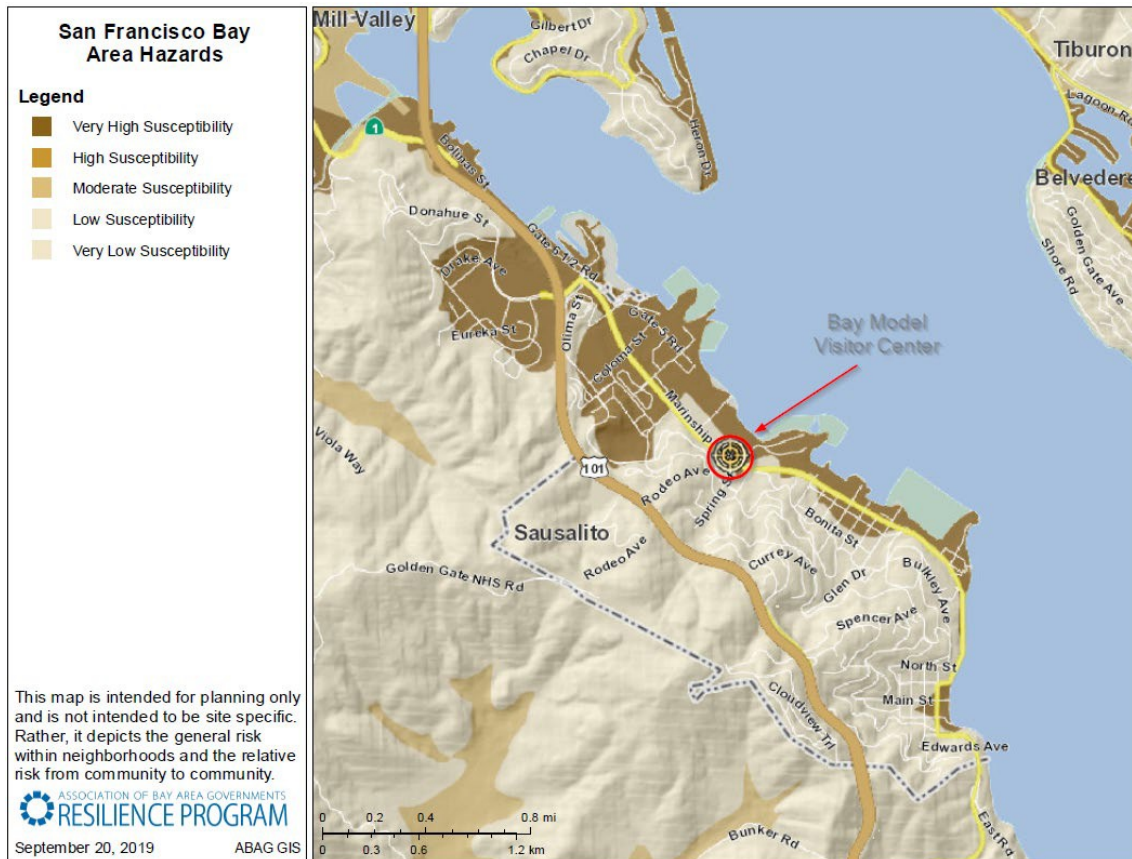 San Francisco Bay
Area Hazards
Legend
Very High Susceptibility
High Susceptibility
Moderate Susceptibility
Low Susceptibility
Very Low Susceptibility
This map is intended for planning only
and is not intended to be site specific.
Rather, it depicts the general risk
within neighborhoods and the relative
risk from community to community.
ASSOCIATION OF BAY AREA GOVERNMENTS
RESILIENCE PROGRAM
September 20, 2019
ABAG GIS
Mill Valley
Gilbert Dr
Chapel Dr
Heron Dr
Tiburon
Lagoon Rd
Belvedere
Golden Gate Ave
Shore Rd
1
Bolinas St
Donahue St
Drake Ave
Gate 6 1 2 Rd
Eureka St
Olima St
Gate 5 Rd
Coloma St
Bay Model
Visitor Center
Marinship
Viola Way
101
Rodeo Ave
Spring St
Sausalito
Rodeo Ave
Bonita St
Golden Gate NHS Rd
Currey Ave
Glen Dr
Bulkley Ave
Spencer Ave
North St
Main St
Cloudview Trl
Edwards Ave
East Rd
Bunker Rd
0 0.2 0.4 0.8 mi
0 0.3 0.6 1.2 km